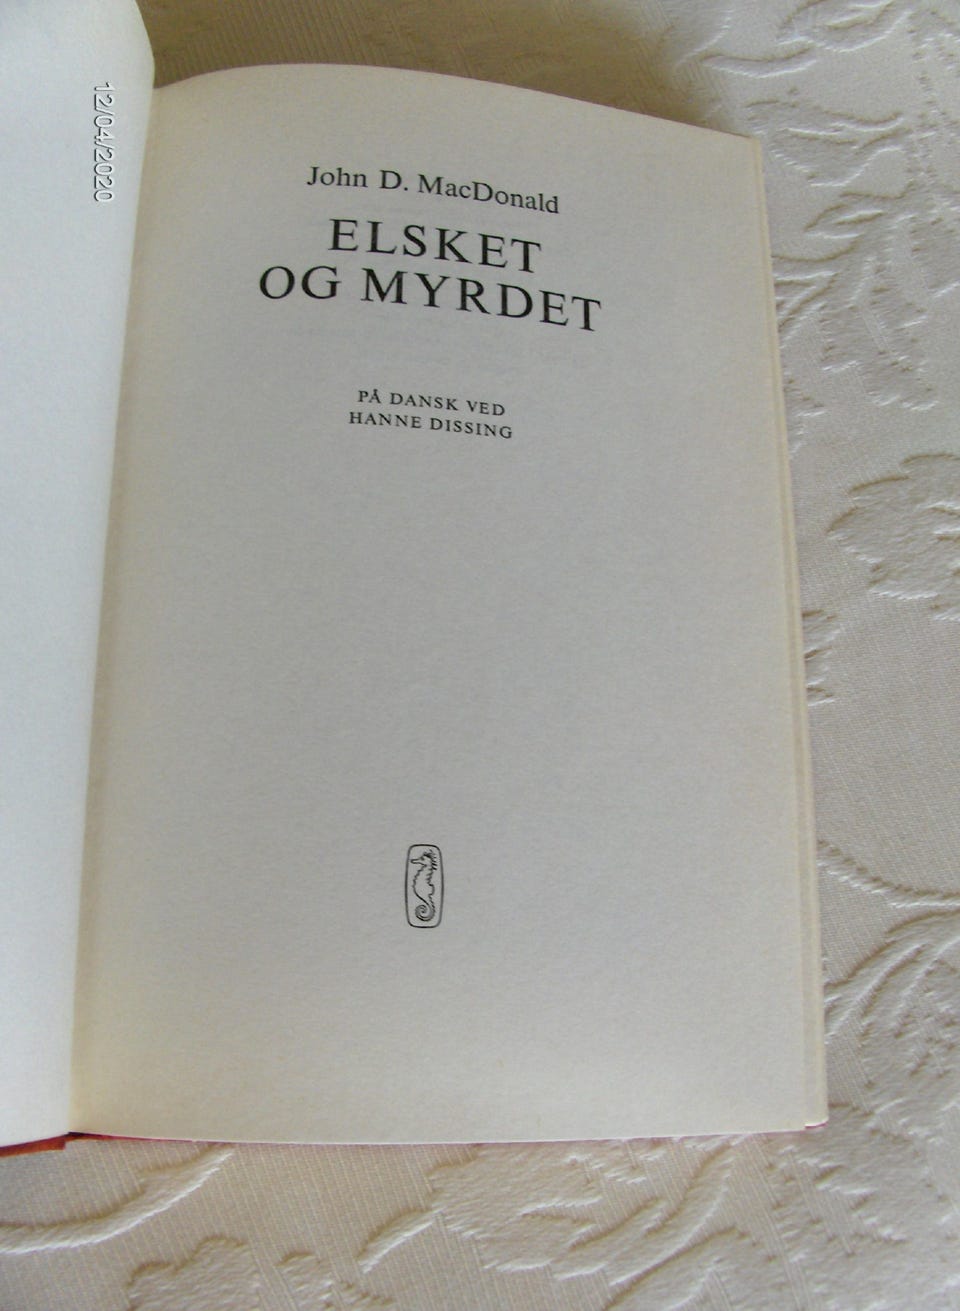 12/04/2020
John D. MacDonald
ELSKET
OG MYRDET
PÅ DANSK VED
HANNE DISSING